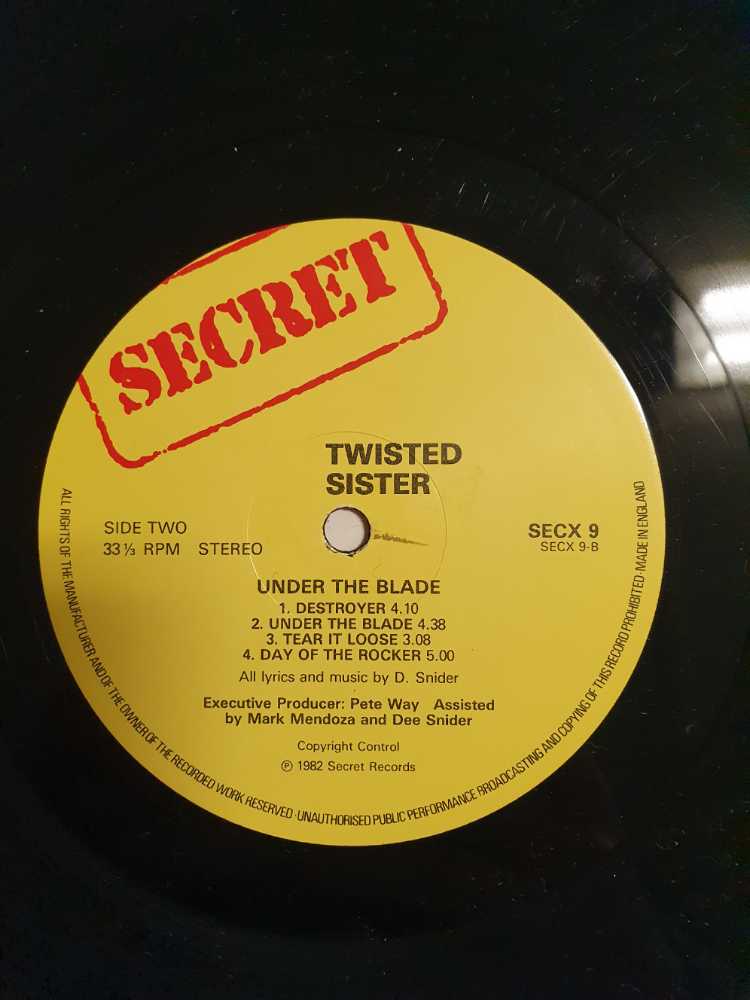 SECRET
TWISTED
SISTER
SIDE TWO
33⅓ RPM STEREO
SECX 9
SECX 9-B
UNDER THE BLADE
1. DESTROYER 4.10
2. UNDER THE BLADE 4.38
3. TEAR IT LOOSE 3.08
4. DAY OF THE ROCKER 5.00
All lyrics and music by D. Snider
Executive Producer: Pete Way Assisted
by Mark Mendoza and Dee Snider
Copyright Control
℗ 1982 Secret Records
ALL RIGHTS OF THE MANUFACTURER AND OF THE OWNER OF THE RECORDED WORK RESERVED · UNAUTHORISED PUBLIC PERFORMANCE BROADCASTING AND COPYING OF THIS RECORD PROHIBITED · MADE IN ENGLAND